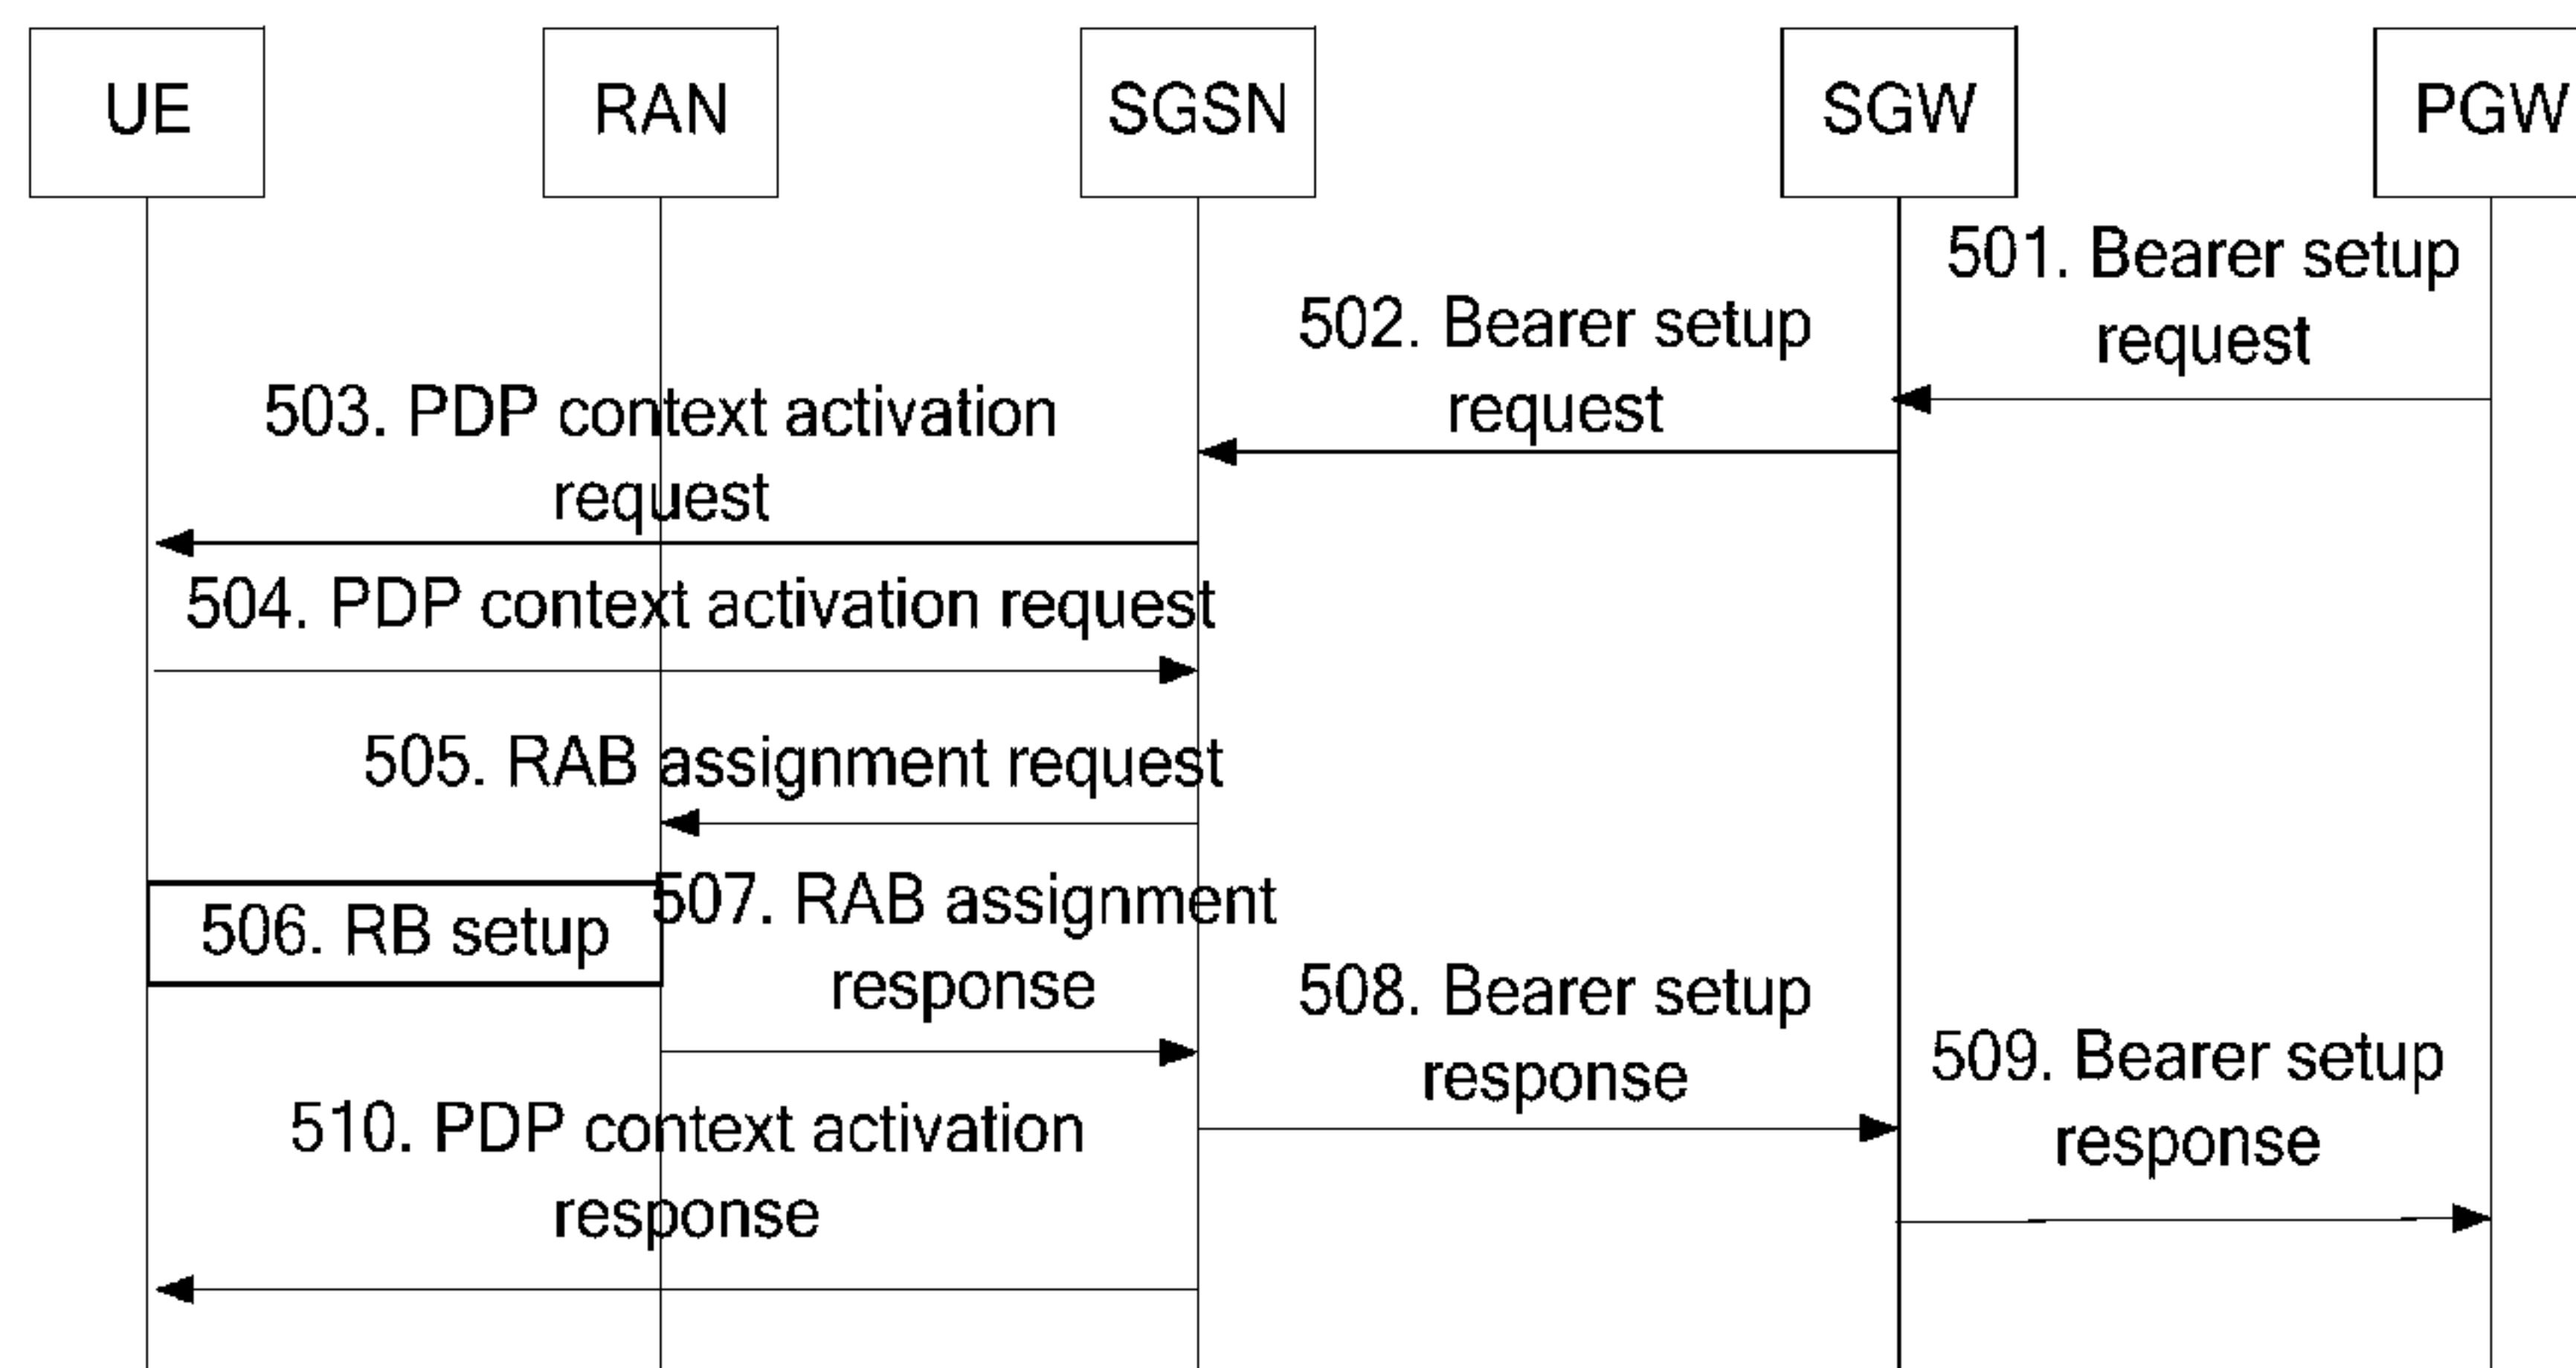 UE
RAN
SGSN
SGW
PGW
501. Bearer setup
request
502. Bearer setup
request
503. PDP context activation
request
504. PDP context activation request
505. RAB assignment request
506. RB setup
507. RAB assignment
response
508. Bearer setup
response
509. Bearer setup
response
510. PDP context activation
response